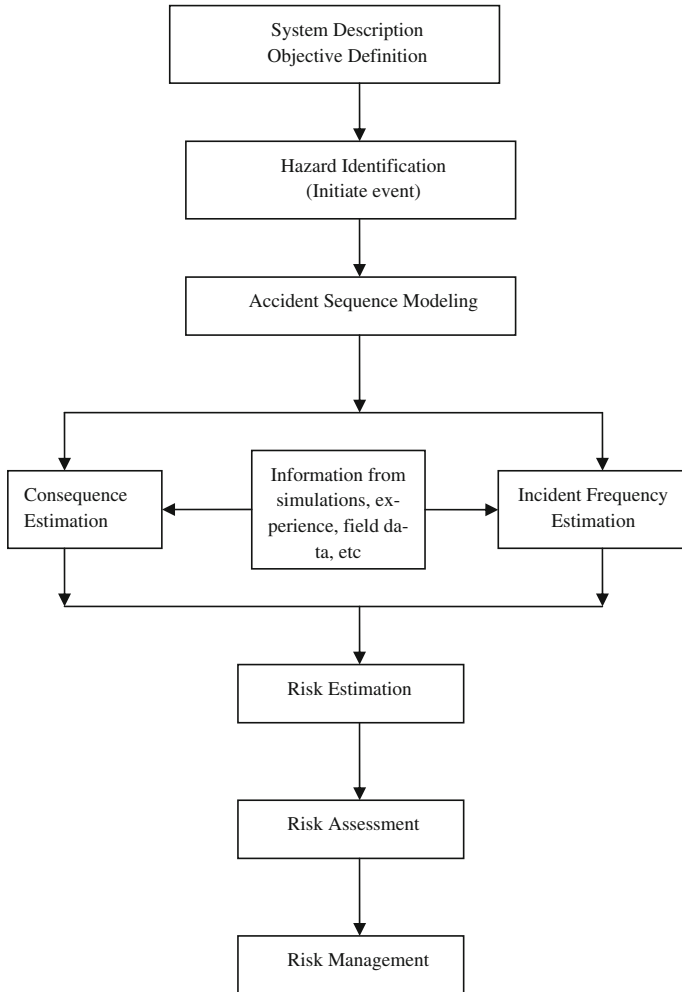 System Description
Objective Definition
Hazard Identification
(Initiate event)
Accident Sequence Modeling
Consequence
Estimation
Information from
simulations, ex-
perience, field da-
ta, etc
Incident Frequency
Estimation
Risk Estimation
Risk Assessment
Risk Management